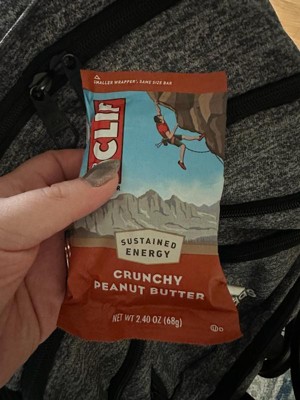 SMALLER WRAPPER, SAME SIZE BAR
CLIF
SUSTAINED
ENERGY
CRUNCHY
PEANUT BUTTER
NET WT 2.40 OZ (68g)